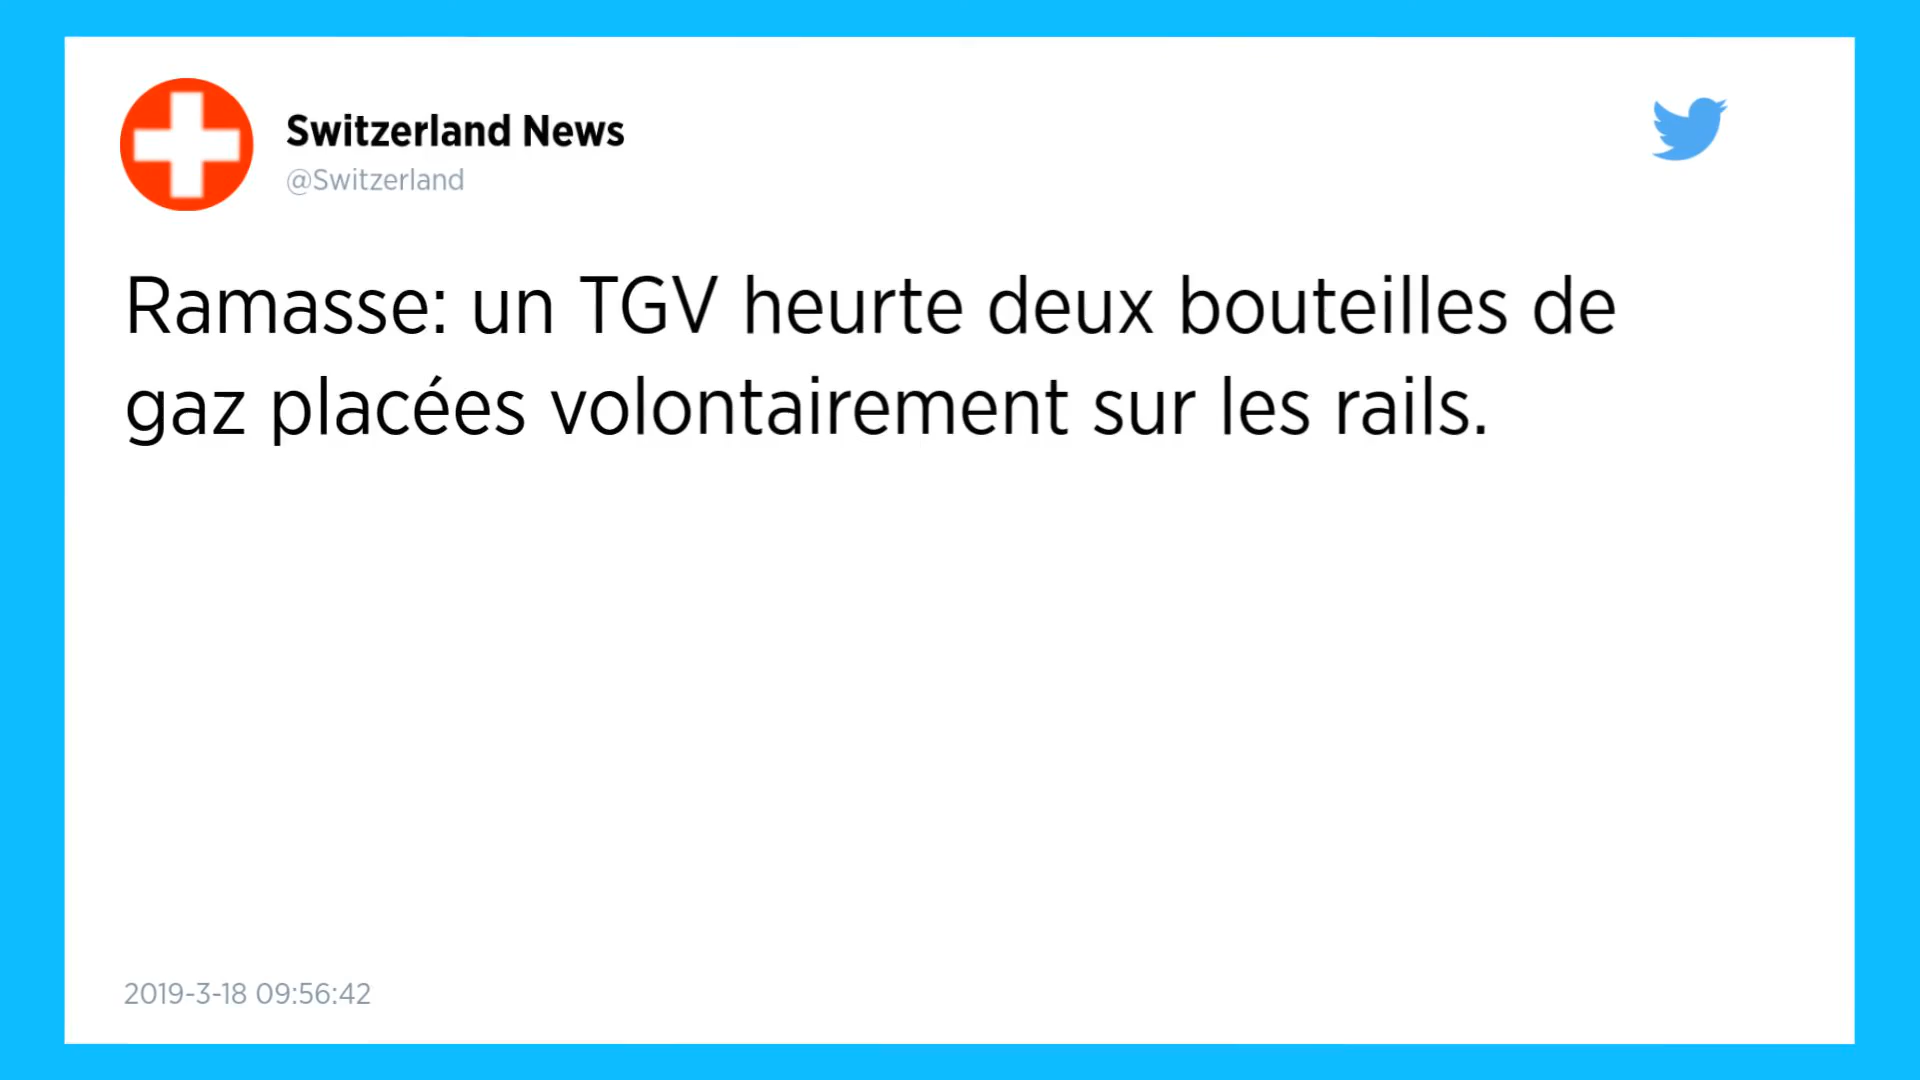 Switzerland News
@Switzerland
Ramasse: un TGV heurte deux bouteilles de
gaz placées volontairement sur les rails.
2019-3-18 09:56:42